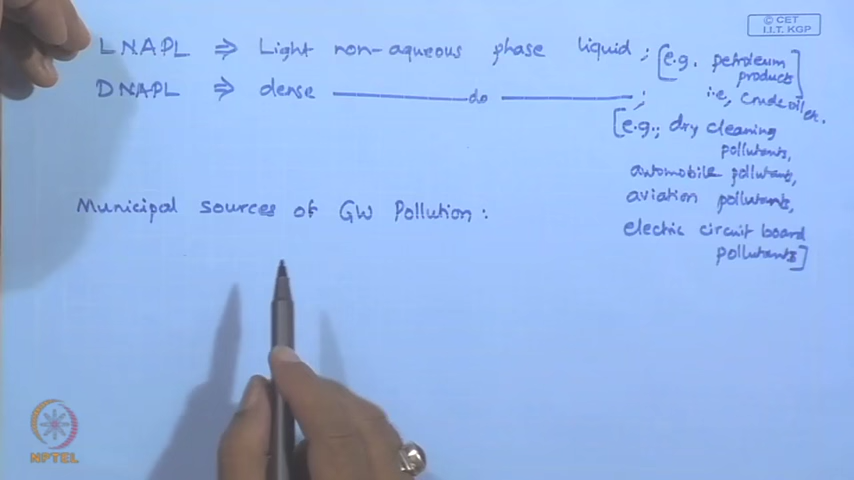 © CET
I.I.T. KGP
LNAPL ⇒ Light non-aqueous phase liquid ; [e.g. petroleum
products]
i.e, crude oil etc.
DNAPL ⇒ dense ——— do ——— ;
[e.g., dry cleaning
pollutants,
automobile pollutants,
aviation pollutants,
electric circuit board
pollutants]
Municipal sources of GW Pollution :
NPTEL